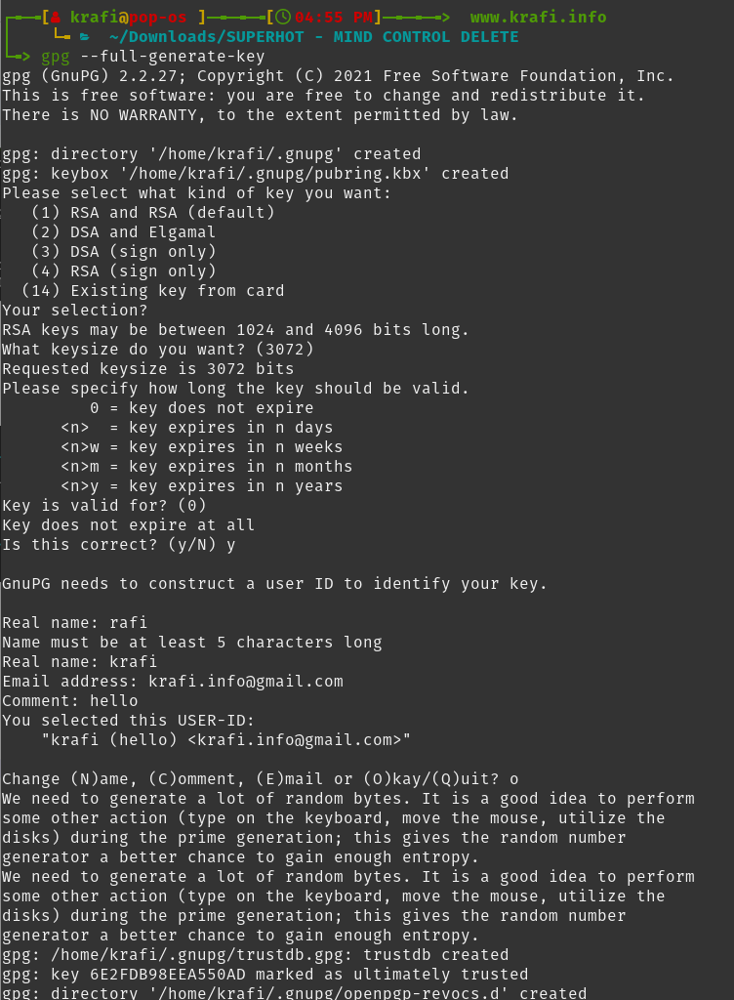 [ krafi@pop-os ]———[ 04:55 PM]———> www.krafi.info
~/Downloads/SUPERHOT - MIND CONTROL DELETE
gpg --full-generate-key
gpg (GnuPG) 2.2.27; Copyright (C) 2021 Free Software Foundation, Inc.
This is free software: you are free to change and redistribute it.
There is NO WARRANTY, to the extent permitted by law.

gpg: directory '/home/krafi/.gnupg' created
gpg: keybox '/home/krafi/.gnupg/pubring.kbx' created
Please select what kind of key you want:
   (1) RSA and RSA (default)
   (2) DSA and Elgamal
   (3) DSA (sign only)
   (4) RSA (sign only)
  (14) Existing key from card
Your selection?
RSA keys may be between 1024 and 4096 bits long.
What keysize do you want? (3072)
Requested keysize is 3072 bits
Please specify how long the key should be valid.
         0 = key does not expire
      <n>  = key expires in n days
      <n>w = key expires in n weeks
      <n>m = key expires in n months
      <n>y = key expires in n years
Key is valid for? (0)
Key does not expire at all
Is this correct? (y/N) y

GnuPG needs to construct a user ID to identify your key.

Real name: rafi
Name must be at least 5 characters long
Real name: krafi
Email address: krafi.info@gmail.com
Comment: hello
You selected this USER-ID:
    "krafi (hello) <krafi.info@gmail.com>"

Change (N)ame, (C)omment, (E)mail or (O)kay/(Q)uit? o
We need to generate a lot of random bytes. It is a good idea to perform
some other action (type on the keyboard, move the mouse, utilize the
disks) during the prime generation; this gives the random number
generator a better chance to gain enough entropy.
We need to generate a lot of random bytes. It is a good idea to perform
some other action (type on the keyboard, move the mouse, utilize the
disks) during the prime generation; this gives the random number
generator a better chance to gain enough entropy.
gpg: /home/krafi/.gnupg/trustdb.gpg: trustdb created
gpg: key 6E2FDB98EEA550AD marked as ultimately trusted
gpg: directory '/home/krafi/.gnupg/openpgp-revocs.d' created